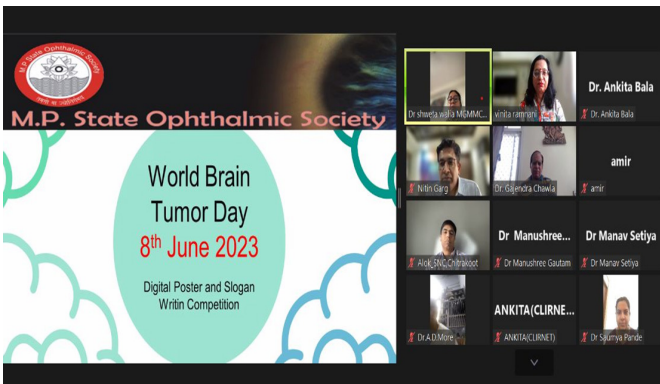 M.P. State Ophthalmic Society
M.P. State Ophthalmic Society
World Brain
Tumor Day
8th June 2023
Digital Poster and Slogan
Writin Competition
Dr shweta walia MGMMC...
vinita ramnani
Dr. Ankita Bala
Dr. Ankita Bala
Nitin Garg
Dr. Gajendra Chawla
amir
amir
Alok_SNC,Chitrakoot
Dr Manushree...
Dr Manushree Gautam
Dr Manav Setiya
Dr Manav Setiya
Dr.A.D.More
ANKITA(CLIRNE...
ANKITA(CLIRNET)
Dr Saumya Pande